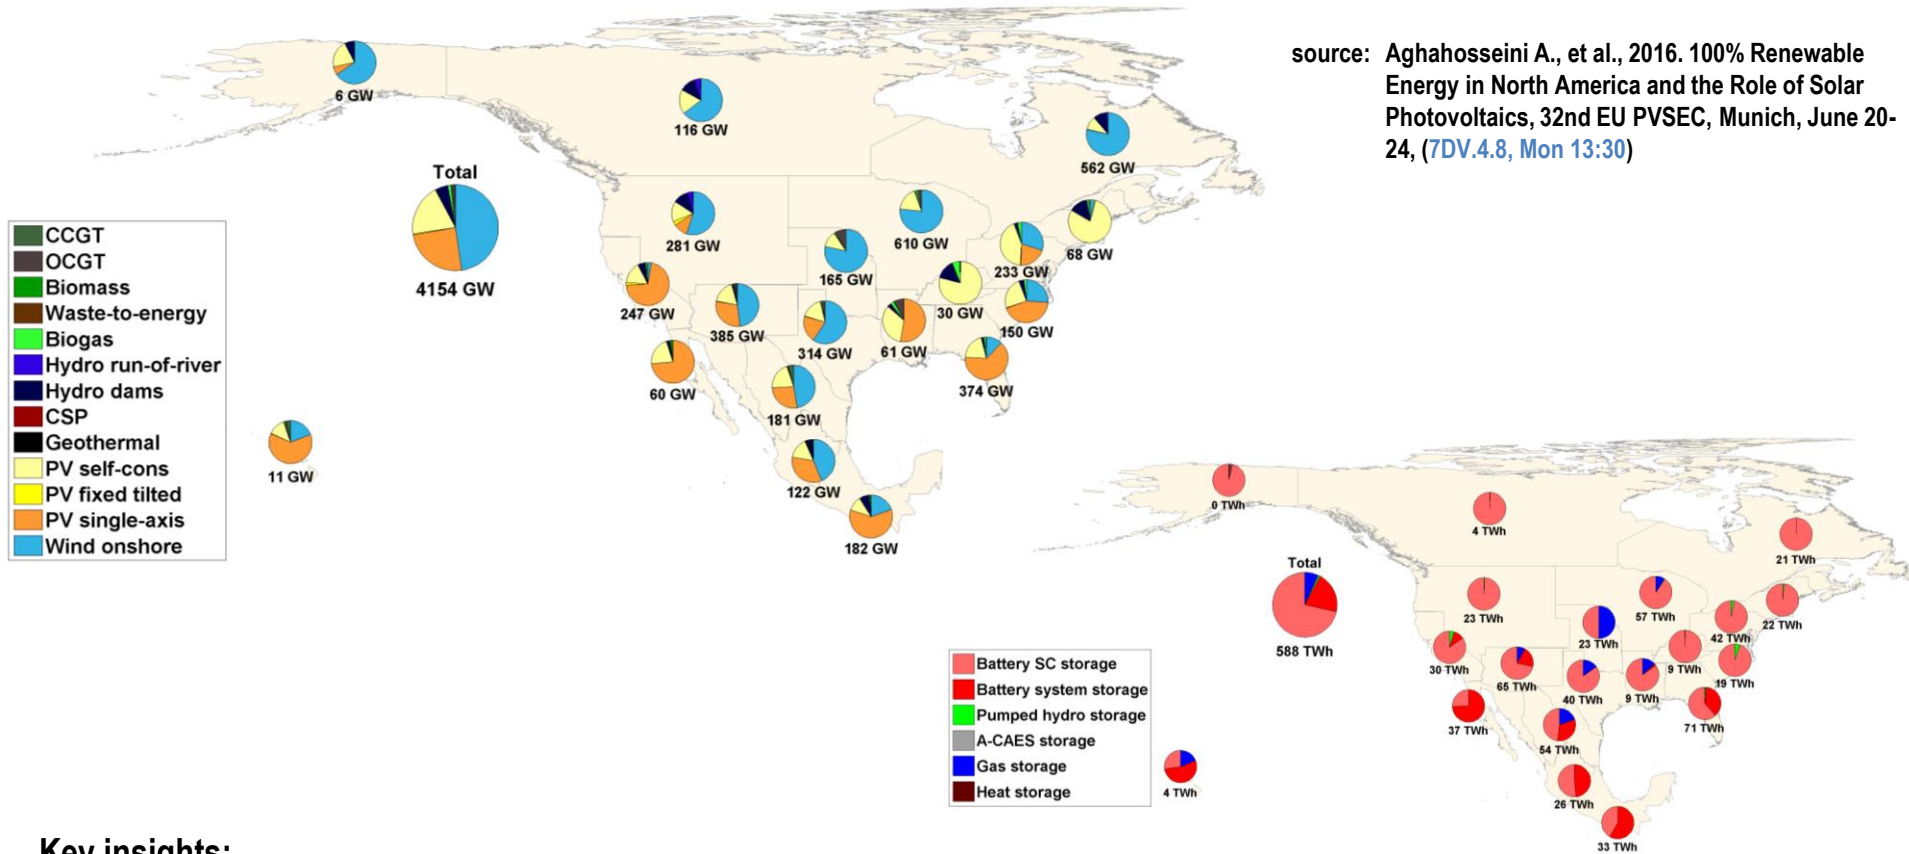 source: Aghahosseini A., et al., 2016. 100% Renewable
Energy in North America and the Role of Solar
Photovoltaics, 32nd EU PVSEC, Munich, June 20-
24, (7DV.4.8, Mon 13:30)
6 GW
116 GW
562 GW
Total
4154 GW
281 GW
610 GW
68 GW
165 GW
233 GW
247 GW
385 GW
314 GW
61 GW
30 GW
150 GW
60 GW
181 GW
374 GW
11 GW
122 GW
182 GW
CCGT
OCGT
Biomass
Waste-to-energy
Biogas
Hydro run-of-river
Hydro dams
CSP
Geothermal
PV self-cons
PV fixed tilted
PV single-axis
Wind onshore
0 TWh
4 TWh
21 TWh
Total
588 TWh
23 TWh
57 TWh
22 TWh
23 TWh
42 TWh
30 TWh
65 TWh
40 TWh
9 TWh
9 TWh
19 TWh
37 TWh
54 TWh
71 TWh
4 TWh
26 TWh
33 TWh
Battery SC storage
Battery system storage
Pumped hydro storage
A-CAES storage
Gas storage
Heat storage
Key insights: